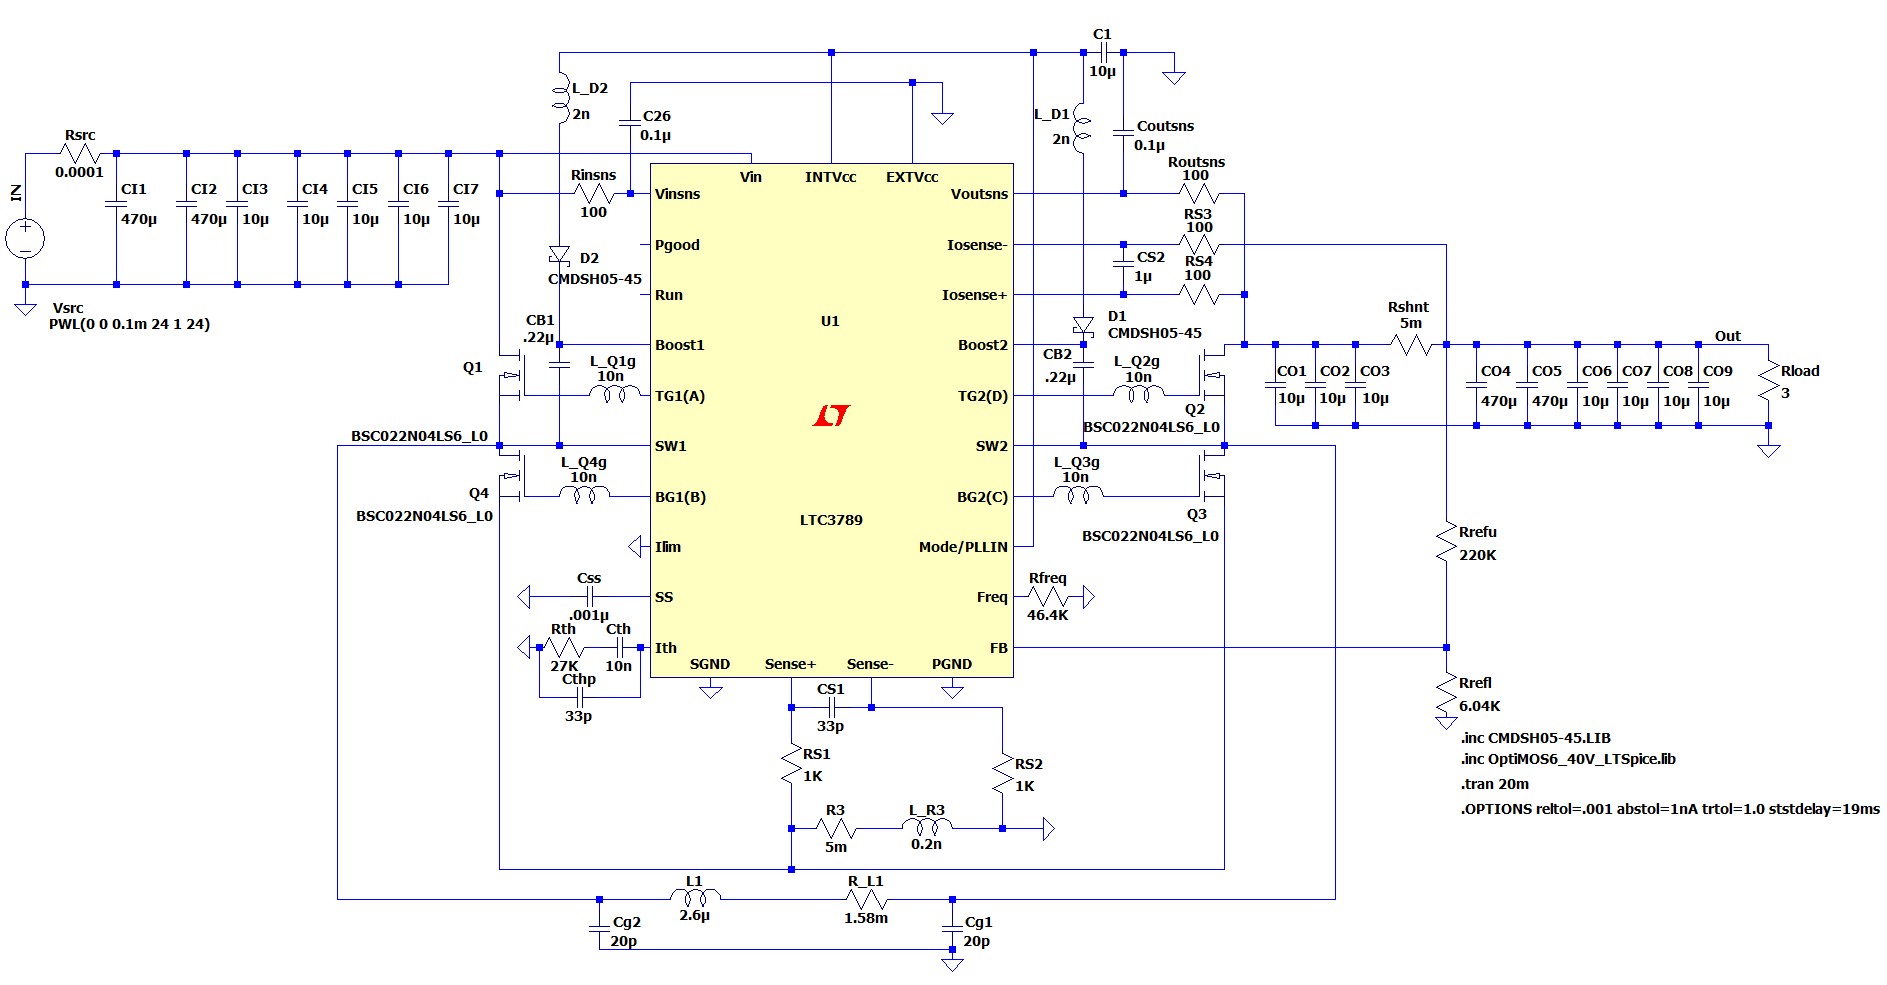 C1
10µ
L_D2
2n
C26
0.1µ
L_D1
2n
Coutsns
0.1µ
Rsrc
0.0001
IN
CI1
470µ
CI2
470µ
CI3
10µ
CI4
10µ
CI5
10µ
CI6
10µ
CI7
10µ
Vsrc
PWL(0 0 0.1m 24 1 24)
Rinsns
100
D2
CMDSH05-45
CB1
.22µ
Q1
L_Q1g
10n
BSC022N04LS6_L0
L_Q4g
10n
Q4
BSC022N04LS6_L0
Css
.001µ
Rth
27K
Cth
10n
Cthp
33p
Vin
INTVcc
EXTVcc
Vinsns
Pgood
Run
Boost1
TG1(A)
SW1
BG1(B)
Ilim
SS
Ith
SGND
Sense+
Sense-
PGND
U1
LTC3789
Voutsns
Iosense-
Iosense+
Boost2
TG2(D)
SW2
BG2(C)
Mode/PLLIN
Freq
FB
Routsns
100
RS3
100
CS2
1µ
RS4
100
D1
CMDSH05-45
CB2
.22µ
L_Q2g
10n
Q2
BSC022N04LS6_L0
L_Q3g
10n
Q3
BSC022N04LS6_L0
Rfreq
46.4K
Rshnt
5m
Out
CO1
10µ
CO2
10µ
CO3
10µ
CO4
470µ
CO5
470µ
CO6
10µ
CO7
10µ
CO8
10µ
CO9
10µ
Rload
3
Rrefu
220K
Rrefl
6.04K
CS1
33p
RS1
1K
RS2
1K
R3
5m
L_R3
0.2n
L1
2.6µ
R_L1
1.58m
Cg2
20p
Cg1
20p
.inc CMDSH05-45.LIB
.inc OptiMOS6_40V_LTSpice.lib
.tran 20m
.OPTIONS reltol=.001 abstol=1nA trtol=1.0 ststdelay=19ms